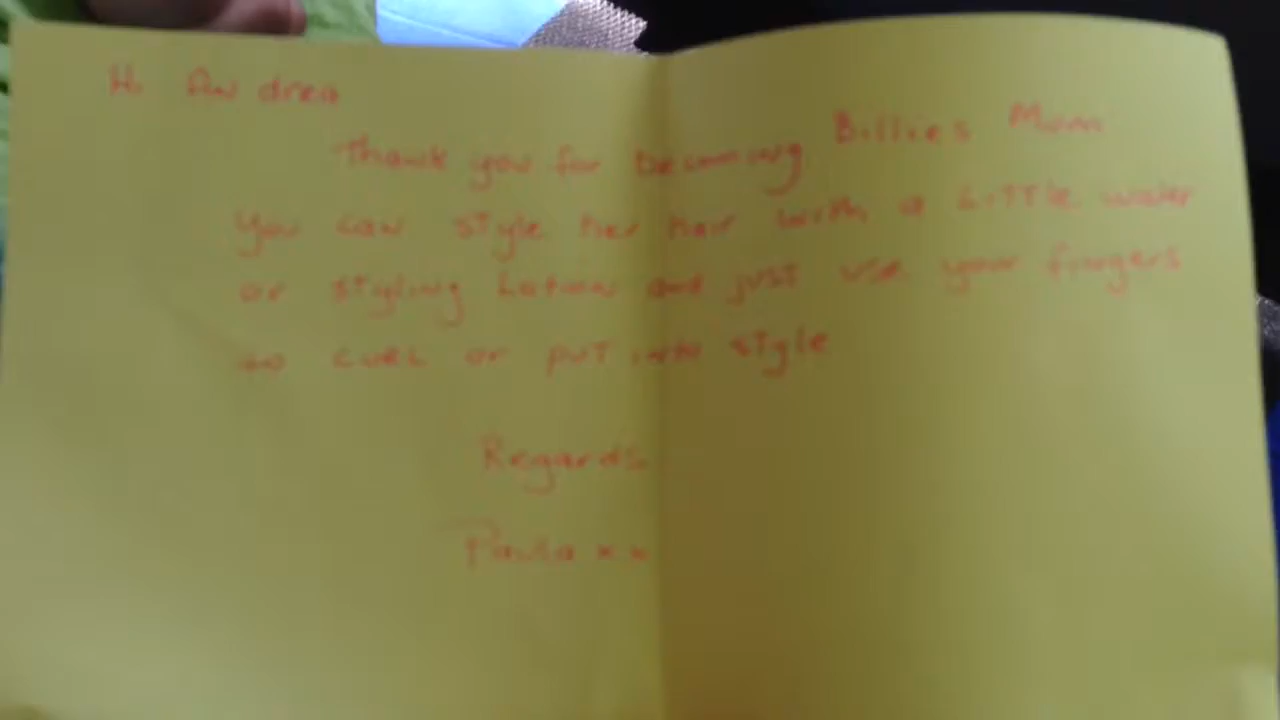 Hi Andrea
Thank you for becoming Billies Mum
You can style her hair with a Little water
or styling Lotion and just use your fingers
to curl or put into style
Regards
Paula xx